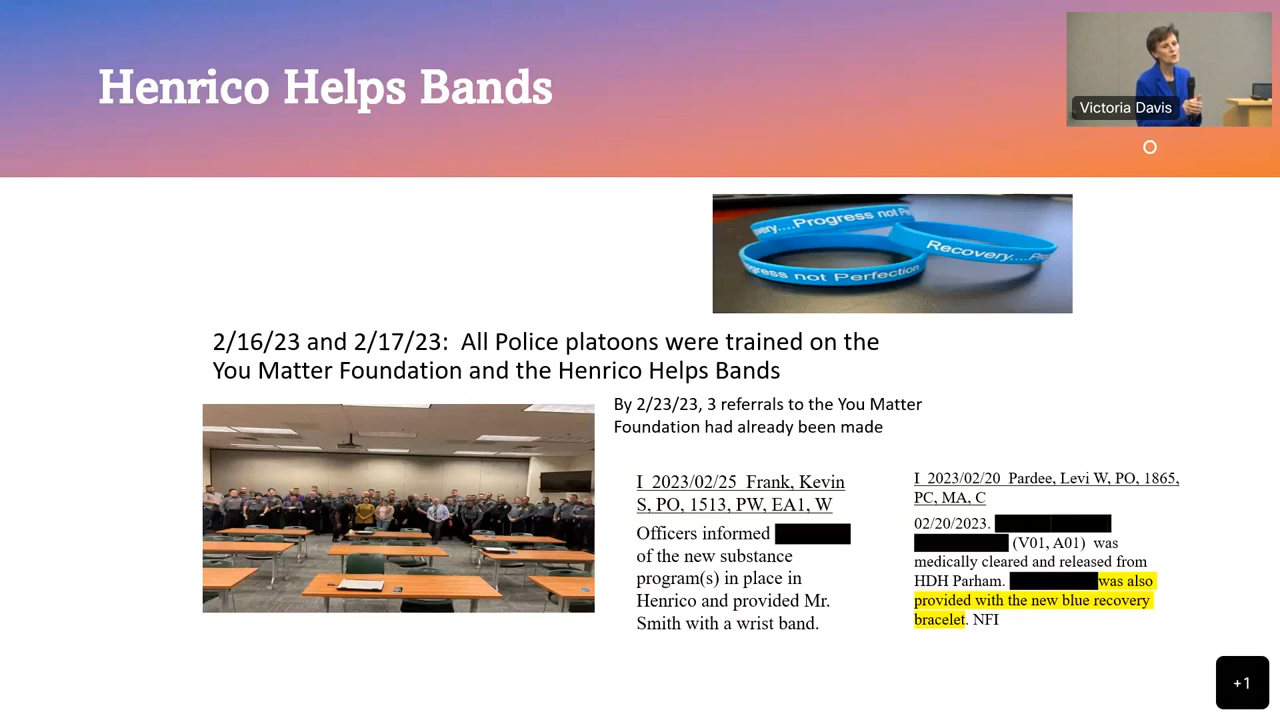 Henrico Helps Bands
Victoria Davis
ery....Progress not P
gress not Perfection
Recovery....Pr
2/16/23 and 2/17/23: All Police platoons were trained on the
You Matter Foundation and the Henrico Helps Bands
By 2/23/23, 3 referrals to the You Matter
Foundation had already been made
I 2023/02/25 Frank, Kevin
S, PO, 1513, PW, EA1, W
Officers informed
of the new substance
program(s) in place in
Henrico and provided Mr.
Smith with a wrist band.
I 2023/02/20 Pardee, Levi W, PO, 1865,
PC, MA, C
02/20/2023.
(V01, A01) was
medically cleared and released from
HDH Parham. was also
provided with the new blue recovery
bracelet. NFI
+1